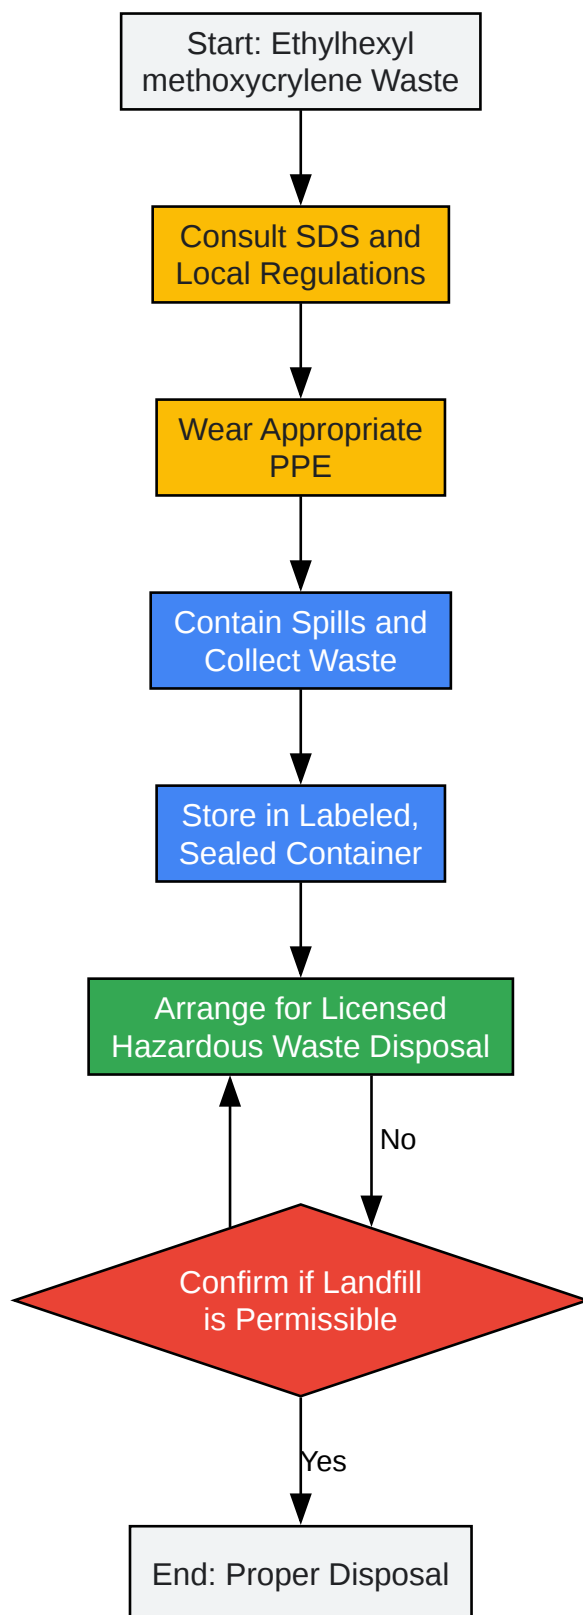 Start: Ethylhexyl
methoxycrylene Waste
Consult SDS and
Local Regulations
Wear Appropriate
PPE
Contain Spills and
Collect Waste
Store in Labeled,
Sealed Container
Arrange for Licensed
Hazardous Waste Disposal
No
Confirm if Landfill
is Permissible
Yes
End: Proper Disposal